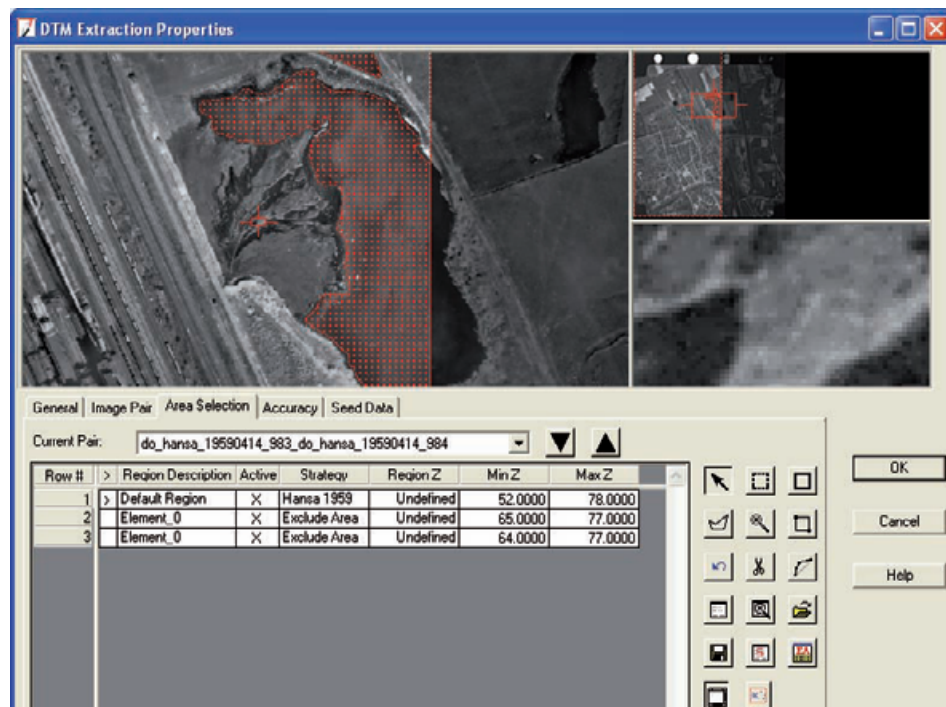 DTM Extraction Properties
General Image Pair Area Selection Accuracy Seed Data
Current Pair: do_hansa_19590414_983_do_hansa_19590414_984
Row # > Region Description Active Strategy Region Z Min Z Max Z
1 > Default Region X Hansa 1959 Undefined 52.0000 78.0000
2 Element_0 X Exclude Area Undefined 65.0000 77.0000
3 Element_0 X Exclude Area Undefined 64.0000 77.0000
OK
Cancel
Help